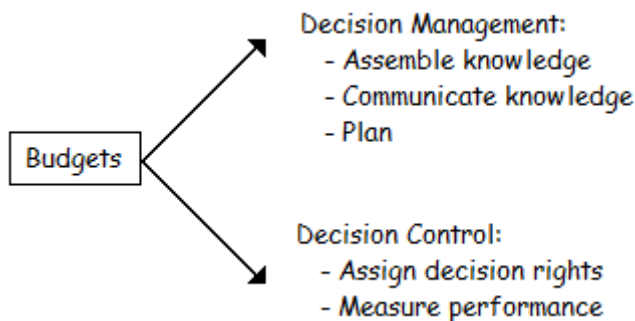 Decision Management:
- Assemble knowledge
- Communicate knowledge
- Plan
Budgets
Decision Control:
- Assign decision rights
- Measure performance